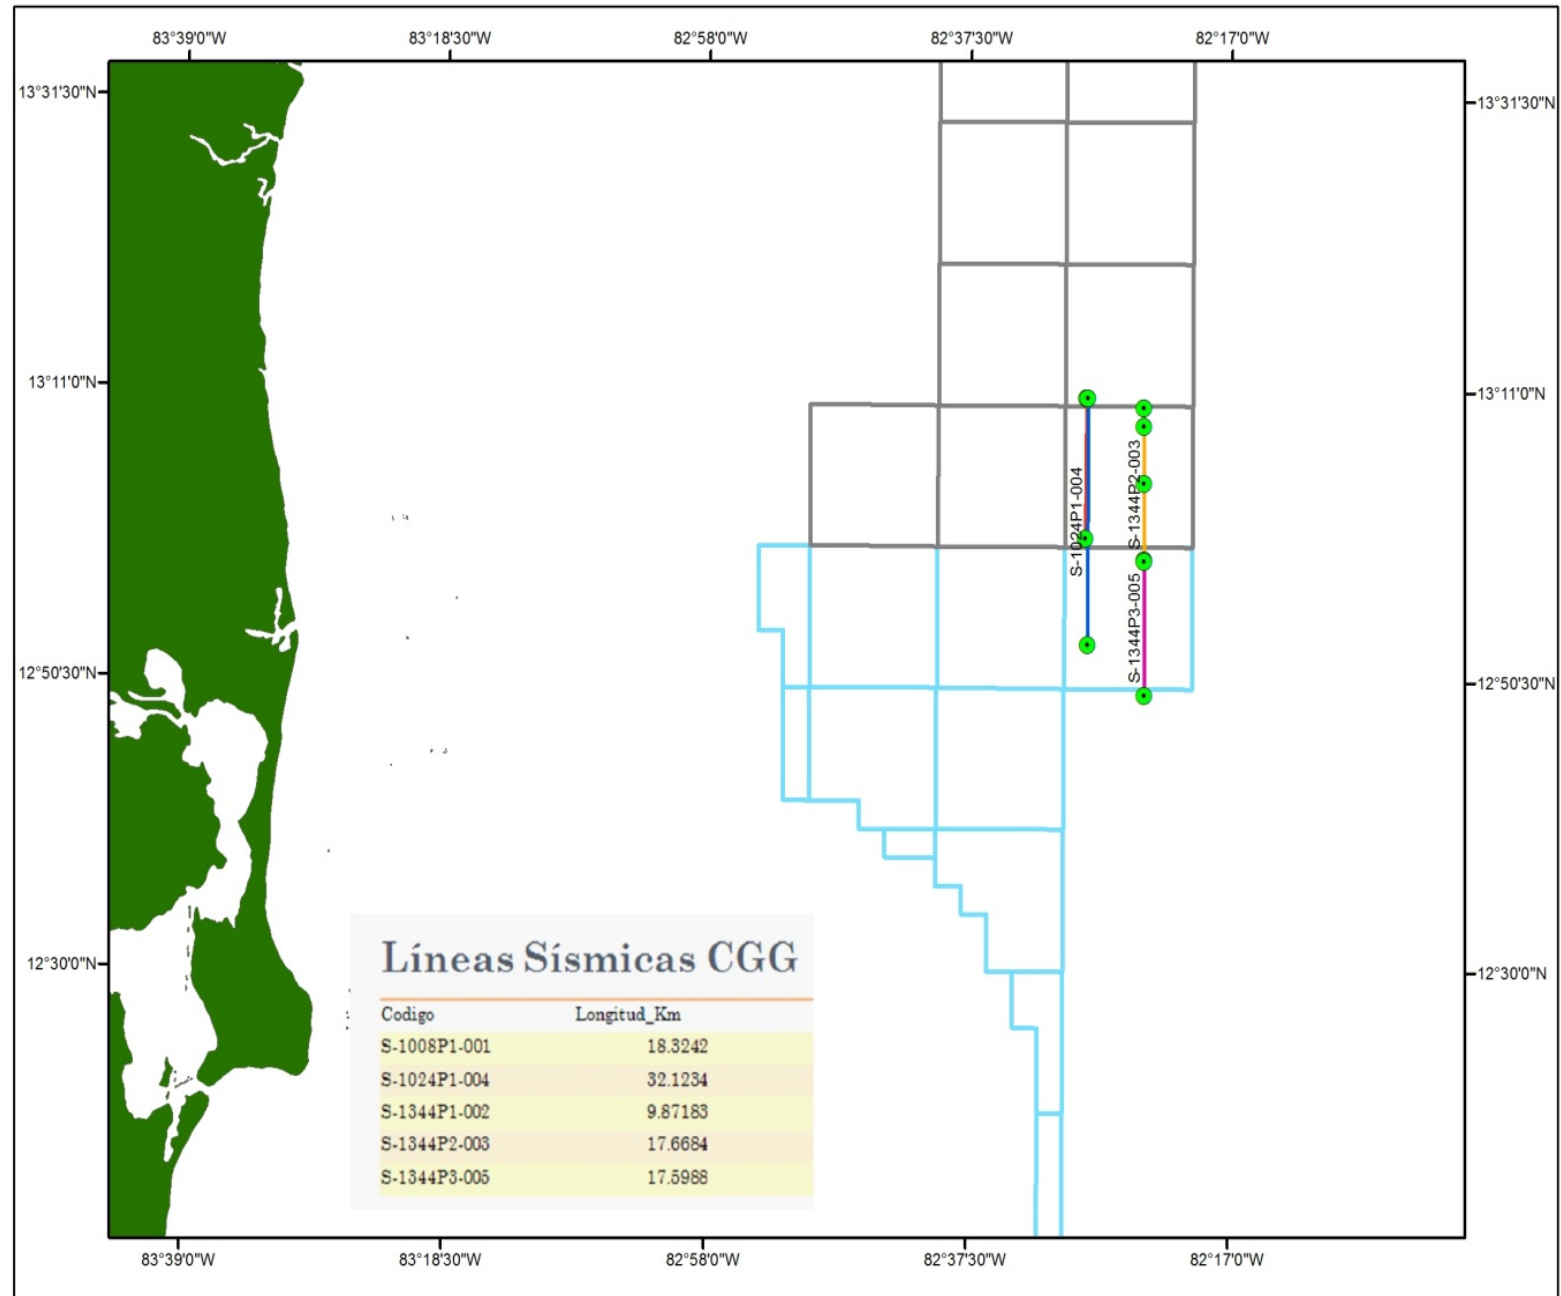 83°39'0"W 83°18'30"W 82°58'0"W 82°37'30"W 82°17'0"W
13°31'30"N 13°31'30"N
13°11'0"N 13°11'0"N
S-1024P1-004
S-1344P2-003
S-1344P3-005
12°50'30"N 12°50'30"N
12°30'0"N 12°30'0"N
Líneas Sísmicas CGG
Codigo Longitud_Km
S-1008P1-001 18.3242
S-1024P1-004 32.1234
S-1344P1-002 9.87183
S-1344P2-003 17.6684
S-1344P3-005 17.5988
83°39'0"W 83°18'30"W 82°58'0"W 82°37'30"W 82°17'0"W